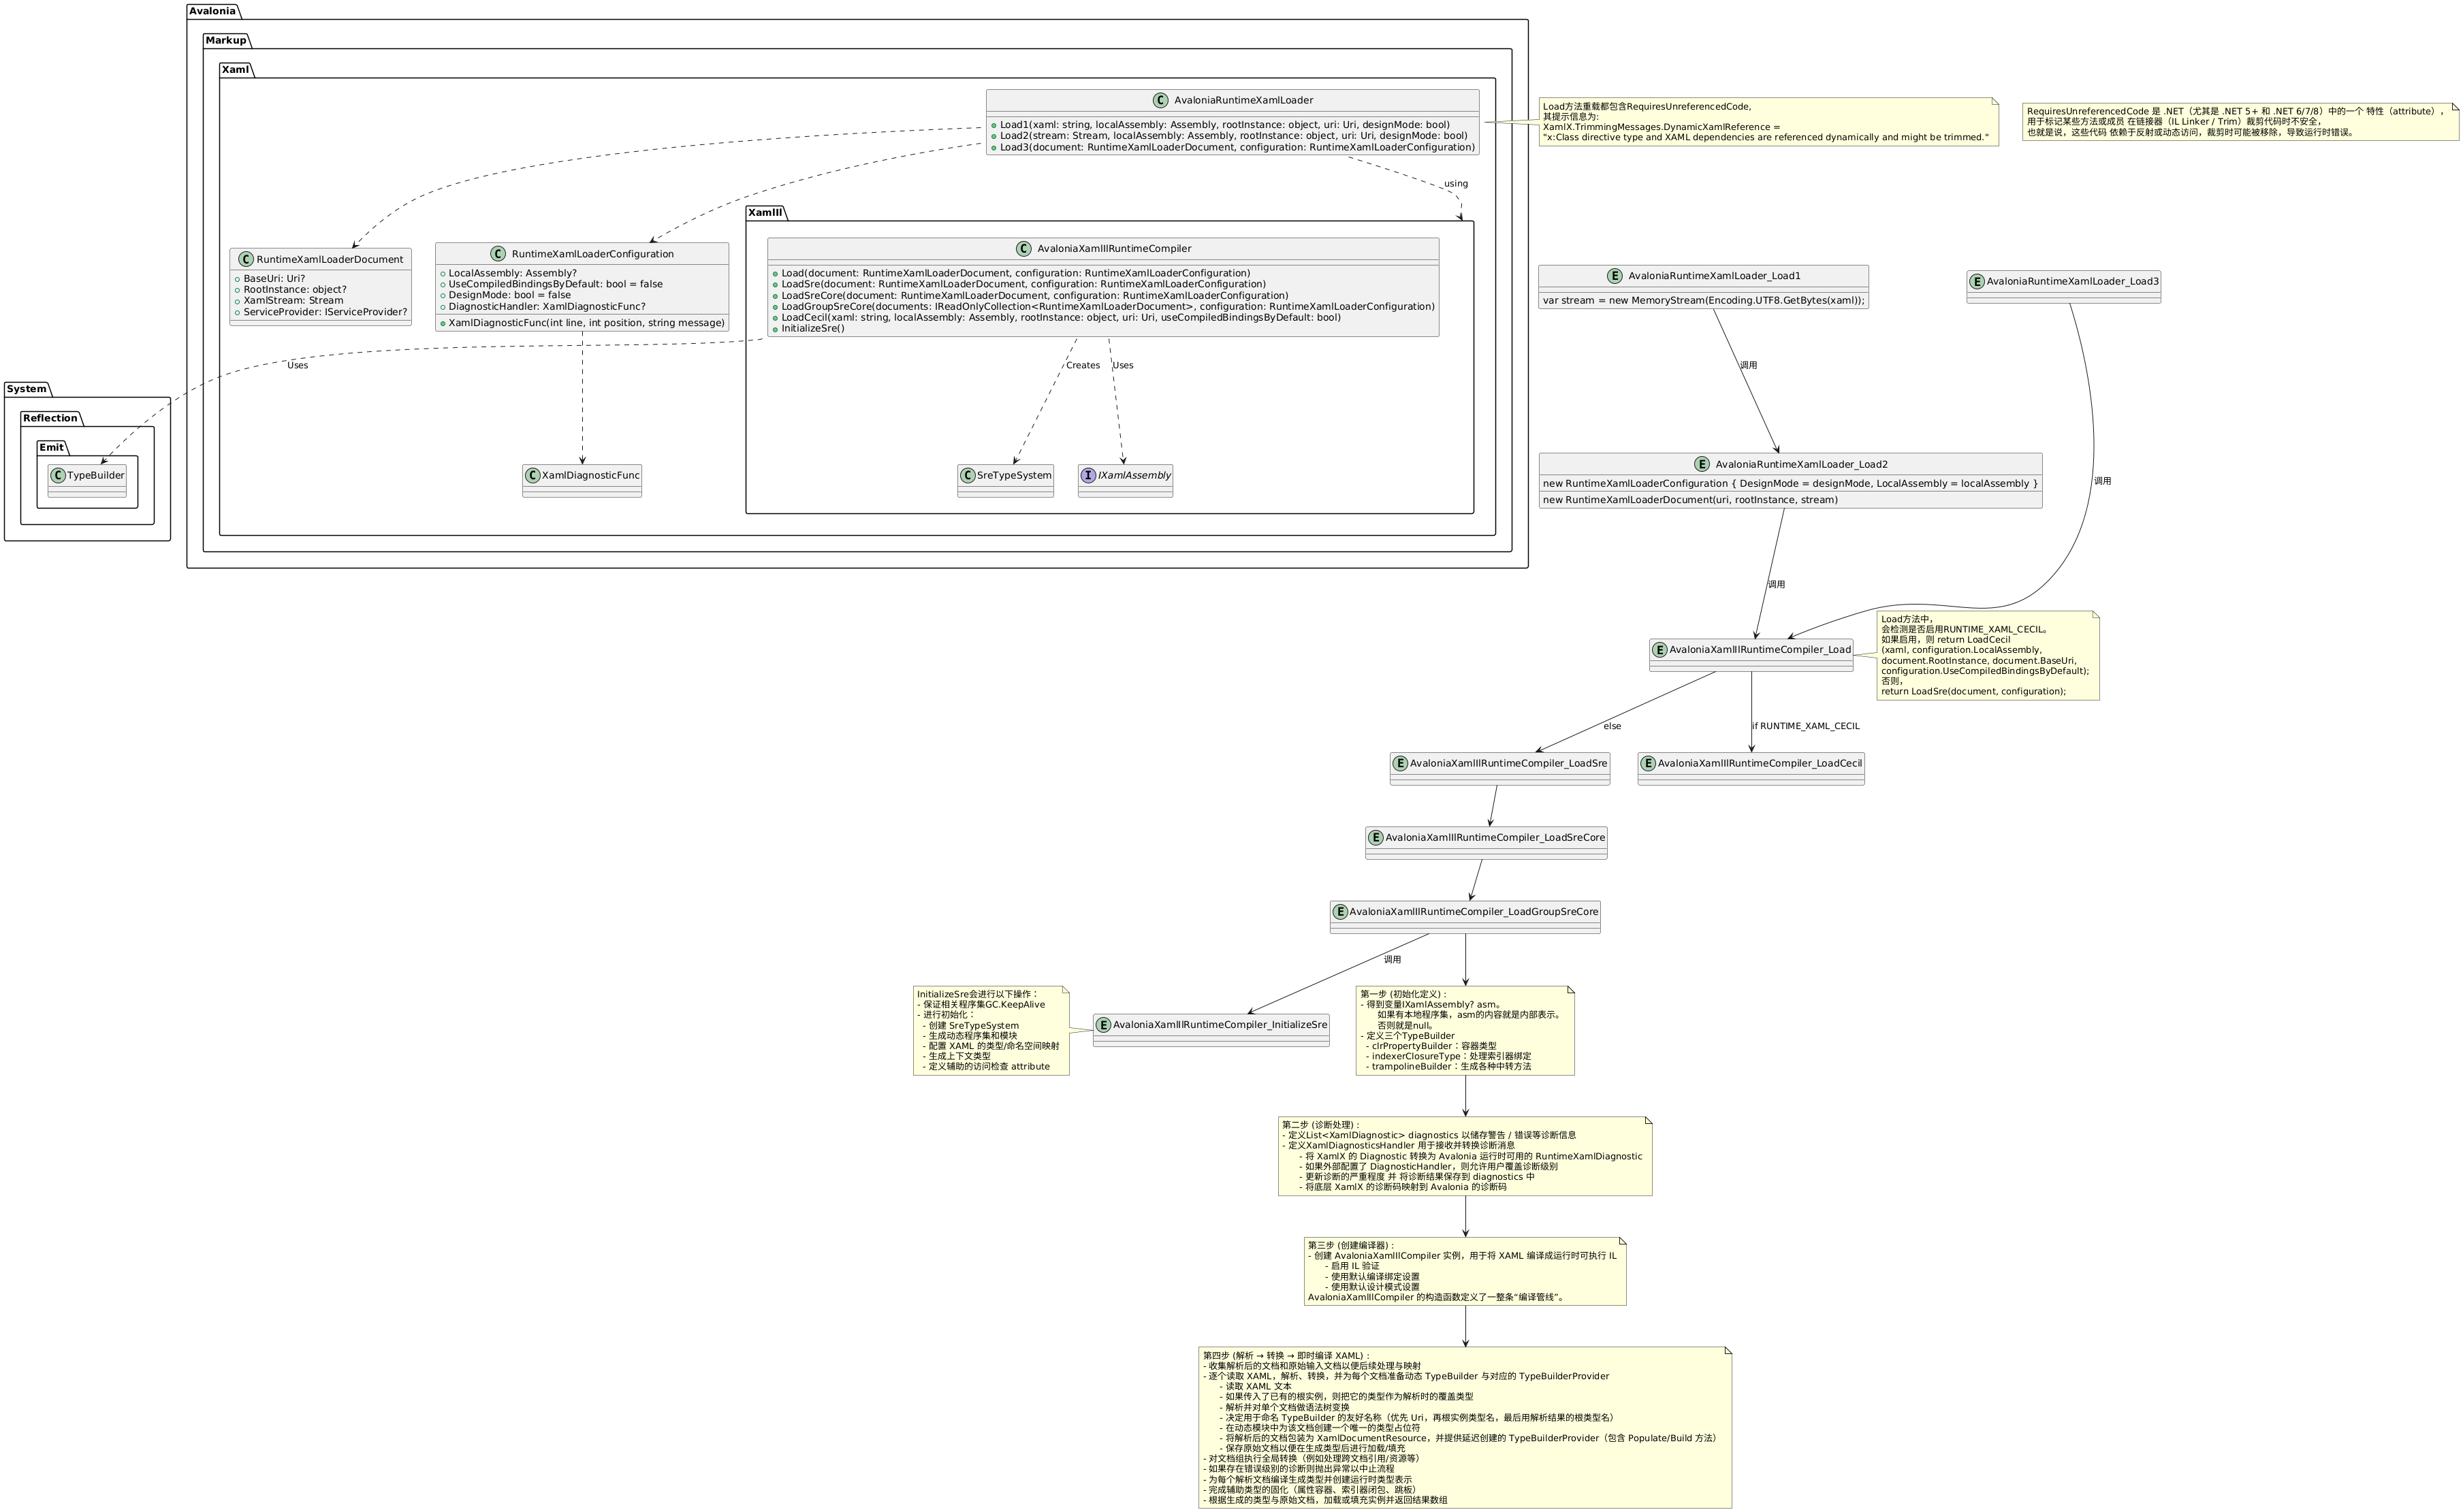 Avalonia
Markup
Xaml
AvaloniaRuntimeXamlLoader
Load1(xaml: string, localAssembly: Assembly, rootInstance: object, uri: Uri, designMode: bool)
Load2(stream: Stream, localAssembly: Assembly, rootInstance: object, uri: Uri, designMode: bool)
Load3(document: RuntimeXamlLoaderDocument, configuration: RuntimeXamlLoaderConfiguration)
Load方法重载都包含RequiresUnreferencedCode,
其提示信息为:
XamlX.TrimmingMessages.DynamicXamlReference =
"x:Class directive type and XAML dependencies are referenced dynamically and might be trimmed."
RequiresUnreferencedCode 是 .NET（尤其是 .NET 5+ 和 .NET 6/7/8）中的一个 特性（attribute），
用于标记某些方法或成员 在链接器（IL Linker / Trim）裁剪代码时不安全，
也就是说，这些代码 依赖于反射或动态访问，裁剪时可能被移除，导致运行时错误。
using
XamlIl
AvaloniaXamlIlRuntimeCompiler
Load(document: RuntimeXamlLoaderDocument, configuration: RuntimeXamlLoaderConfiguration)
LoadSre(document: RuntimeXamlLoaderDocument, configuration: RuntimeXamlLoaderConfiguration)
LoadSreCore(document: RuntimeXamlLoaderDocument, configuration: RuntimeXamlLoaderConfiguration)
LoadGroupSreCore(documents: IReadOnlyCollection<RuntimeXamlLoaderDocument>, configuration: RuntimeXamlLoaderConfiguration)
LoadCecil(xaml: string, localAssembly: Assembly, rootInstance: object, uri: Uri, useCompiledBindingsByDefault: bool)
InitializeSre()
RuntimeXamlLoaderDocument
BaseUri: Uri?
RootInstance: object?
XamlStream: Stream
ServiceProvider: IServiceProvider?
RuntimeXamlLoaderConfiguration
LocalAssembly: Assembly?
UseCompiledBindingsByDefault: bool = false
DesignMode: bool = false
DiagnosticHandler: XamlDiagnosticFunc?
XamlDiagnosticFunc(int line, int position, string message)
AvaloniaRuntimeXamlLoader_Load1
var stream = new MemoryStream(Encoding.UTF8.GetBytes(xaml));
AvaloniaRuntimeXamlLoader_Load3
Uses
Creates
Uses
调用
System
Reflection
Emit
TypeBuilder
XamlDiagnosticFunc
SreTypeSystem
IXamlAssembly
AvaloniaRuntimeXamlLoader_Load2
new RuntimeXamlLoaderConfiguration { DesignMode = designMode, LocalAssembly = localAssembly }
new RuntimeXamlLoaderDocument(uri, rootInstance, stream)
调用
调用
AvaloniaXamlIlRuntimeCompiler_Load
Load方法中，
会检测是否启用RUNTIME_XAML_CECIL。
如果启用，则 return LoadCecil
(xaml, configuration.LocalAssembly,
document.RootInstance, document.BaseUri,
configuration.UseCompiledBindingsByDefault);
否则，
return LoadSre(document, configuration);
else
if RUNTIME_XAML_CECIL
AvaloniaXamlIlRuntimeCompiler_LoadSre
AvaloniaXamlIlRuntimeCompiler_LoadCecil
AvaloniaXamlIlRuntimeCompiler_LoadSreCore
AvaloniaXamlIlRuntimeCompiler_LoadGroupSreCore
调用
InitializeSre会进行以下操作：
- 保证相关程序集GC.KeepAlive
- 进行初始化：
- 创建 SreTypeSystem
- 生成动态程序集和模块
- 配置 XAML 的类型/命名空间映射
- 生成上下文类型
- 定义辅助的访问检查 attribute
AvaloniaXamlIlRuntimeCompiler_InitializeSre
第一步 (初始化定义)：
- 得到变量IXamlAssembly? asm。
如果有本地程序集，asm的内容就是内部表示。
否则就是null。
- 定义三个TypeBuilder
- clrPropertyBuilder：容器类型
- indexerClosureType：处理索引器绑定
- trampolineBuilder：生成各种中转方法
第二步 (诊断处理)：
- 定义List<XamlDiagnostic> diagnostics 以储存警告 / 错误等诊断信息
- 定义XamlDiagnosticsHandler 用于接收并转换诊断消息
- 将 XamlX 的 Diagnostic 转换为 Avalonia 运行时可用的 RuntimeXamlDiagnostic
- 如果外部配置了 DiagnosticHandler，则允许用户覆盖诊断级别
- 更新诊断的严重程度 并 将诊断结果保存到 diagnostics 中
- 将底层 XamlX 的诊断码映射到 Avalonia 的诊断码
第三步 (创建编译器)：
- 创建 AvaloniaXamlIlCompiler 实例，用于将 XAML 编译成运行时可执行 IL
- 启用 IL 验证
- 使用默认编译绑定设置
- 使用默认设计模式设置
AvaloniaXamlIlCompiler 的构造函数定义了一整条“编译管线”。
第四步 (解析 → 转换 → 即时编译 XAML)：
- 收集解析后的文档和原始输入文档以便后续处理与映射
- 逐个读取 XAML，解析、转换，并为每个文档准备动态 TypeBuilder 与对应的 TypeBuilderProvider
- 读取 XAML 文本
- 如果传入了已有的根实例，则把它的类型作为解析时的覆盖类型
- 解析并对单个文档做语法树变换
- 决定用于命名 TypeBuilder 的友好名称（优先 Uri，再根实例类型名，最后用解析结果的根类型名）
- 在动态模块中为该文档创建一个唯一的类型占位符
- 将解析后的文档包装为 XamlDocumentResource，并提供延迟创建的 TypeBuilderProvider（包含 Populate/Build 方法）
- 保存原始文档以便在生成类型后进行加载/填充
- 对文档组执行全局转换（例如处理跨文档引用/资源等）
- 如果存在错误级别的诊断则抛出异常以中止流程
- 为每个解析文档编译生成类型并创建运行时类型表示
- 完成辅助类型的固化（属性容器、索引器闭包、跳板）
- 根据生成的类型与原始文档，加载或填充实例并返回结果数组